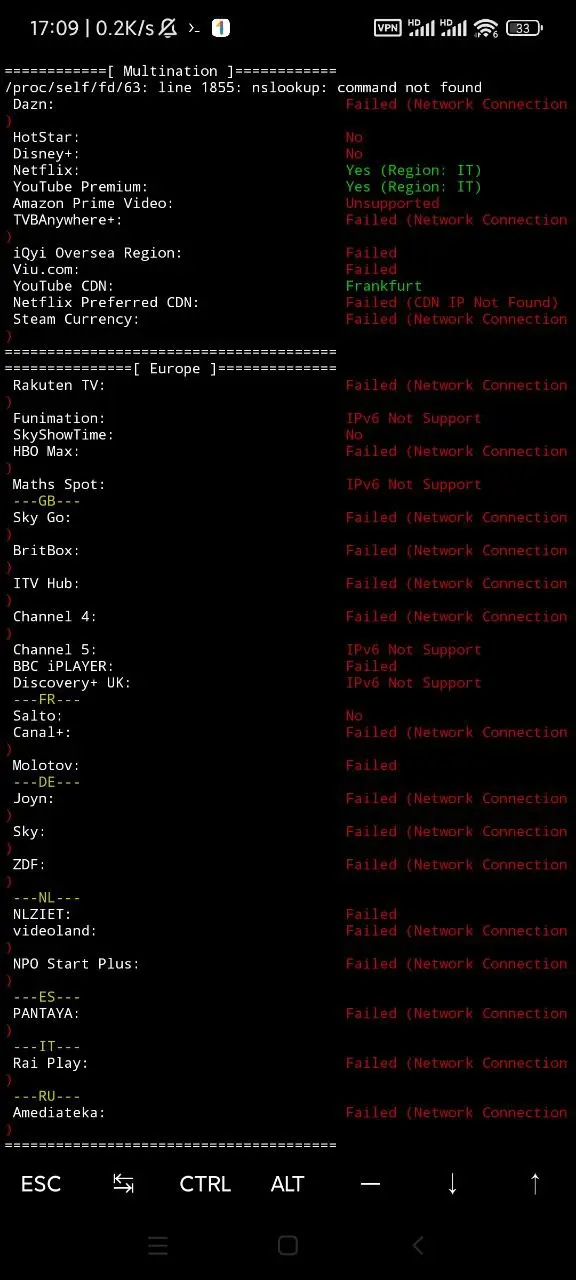 17:09 | 0.2K/s >_ 1 VPN HD HD 6 33
============[ Multination ]============
/proc/self/fd/63: line 1855: nslookup: command not found
Dazn: Failed (Network Connection
)
HotStar: No
Disney+: No
Netflix: Yes (Region: IT)
YouTube Premium: Yes (Region: IT)
Amazon Prime Video: Unsupported
TVBAnywhere+: Failed (Network Connection
)
iQyi Oversea Region: Failed
Viu.com: Failed
YouTube CDN: Frankfurt
Netflix Preferred CDN: Failed (CDN IP Not Found)
Steam Currency: Failed (Network Connection
)
=======================================
===============[ Europe ]==============
Rakuten TV: Failed (Network Connection
)
Funimation: IPv6 Not Support
SkyShowTime: No
HBO Max: Failed (Network Connection
)
Maths Spot: IPv6 Not Support
---GB---
Sky Go: Failed (Network Connection
)
BritBox: Failed (Network Connection
)
ITV Hub: Failed (Network Connection
)
Channel 4: Failed (Network Connection
)
Channel 5: IPv6 Not Support
BBC iPLAYER: Failed
Discovery+ UK: IPv6 Not Support
---FR---
Salto: No
Canal+: Failed (Network Connection
)
Molotov: Failed
---DE---
Joyn: Failed (Network Connection
)
Sky: Failed (Network Connection
)
ZDF: Failed (Network Connection
)
---NL---
NLZIET: Failed
videoland: Failed (Network Connection
)
NPO Start Plus: Failed (Network Connection
)
---ES---
PANTAYA: Failed (Network Connection
)
---IT---
Rai Play: Failed (Network Connection
)
---RU---
Amediateka: Failed (Network Connection
)
=======================================
ESC ↹ CTRL ALT — ↓ ↑